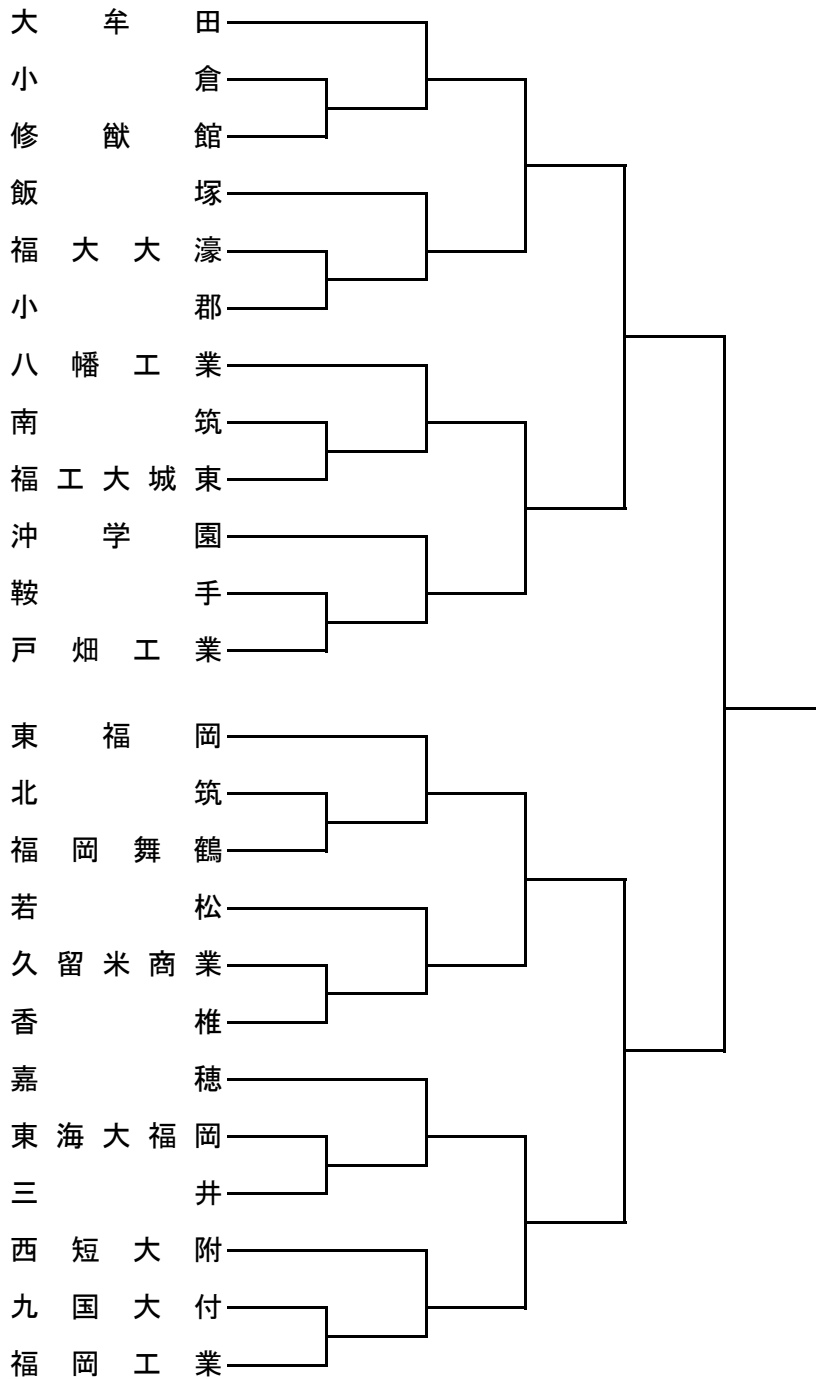 大牟田
小倉
修猷館
飯塚
福大大濠
小郡
八幡工業
南筑
福工大城東
沖学園
鞍手
戸畑工業
東福岡
北筑
福岡舞鶴
若松
久留米商業
香椎
嘉穂
東海大福岡
三井
西短大附
九国大付
福岡工業